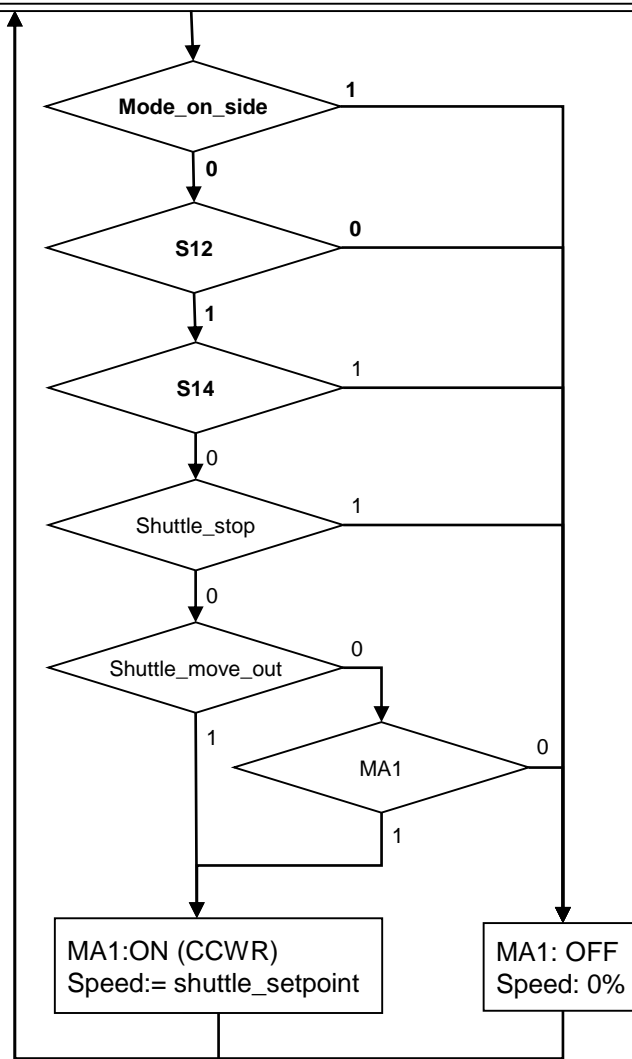 Mode_on_side
1
0
S12
0
1
S14
1
0
Shuttle_stop
1
0
Shuttle_move_out
0
1
MA1
0
1
MA1:ON (CCWR)
Speed:= shuttle_setpoint
MA1: OFF
Speed: 0%